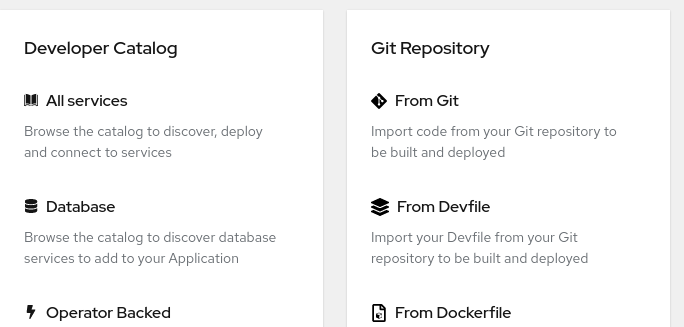 Developer Catalog
All services
Browse the catalog to discover, deploy
and connect to services
Database
Browse the catalog to discover database
services to add to your Application
Operator Backed
Git Repository
From Git
Import code from your Git repository to
be built and deployed
From Devfile
Import your Devfile from your Git
repository to be built and deployed
From Dockerfile